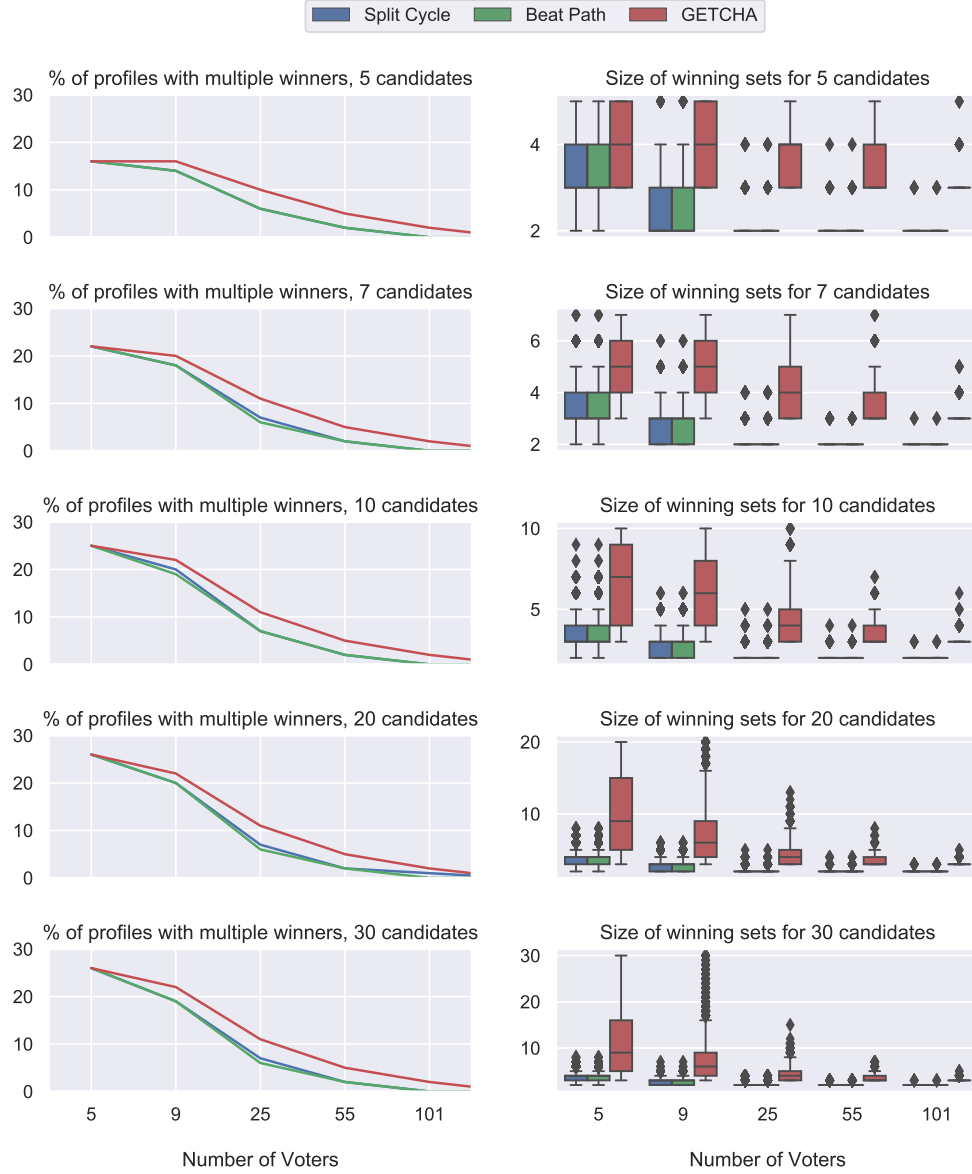 Split Cycle Beat Path GETCHA
% of profiles with multiple winners, 5 candidates
30
20
10
0
Size of winning sets for 5 candidates
4
2
% of profiles with multiple winners, 7 candidates
30
20
10
0
Size of winning sets for 7 candidates
6
4
2
% of profiles with multiple winners, 10 candidates
30
20
10
0
Size of winning sets for 10 candidates
10
5
% of profiles with multiple winners, 20 candidates
30
20
10
0
Size of winning sets for 20 candidates
20
10
% of profiles with multiple winners, 30 candidates
30
20
10
0
5 9 25 55 101
Number of Voters
Size of winning sets for 30 candidates
30
20
10
5 9 25 55 101
Number of Voters